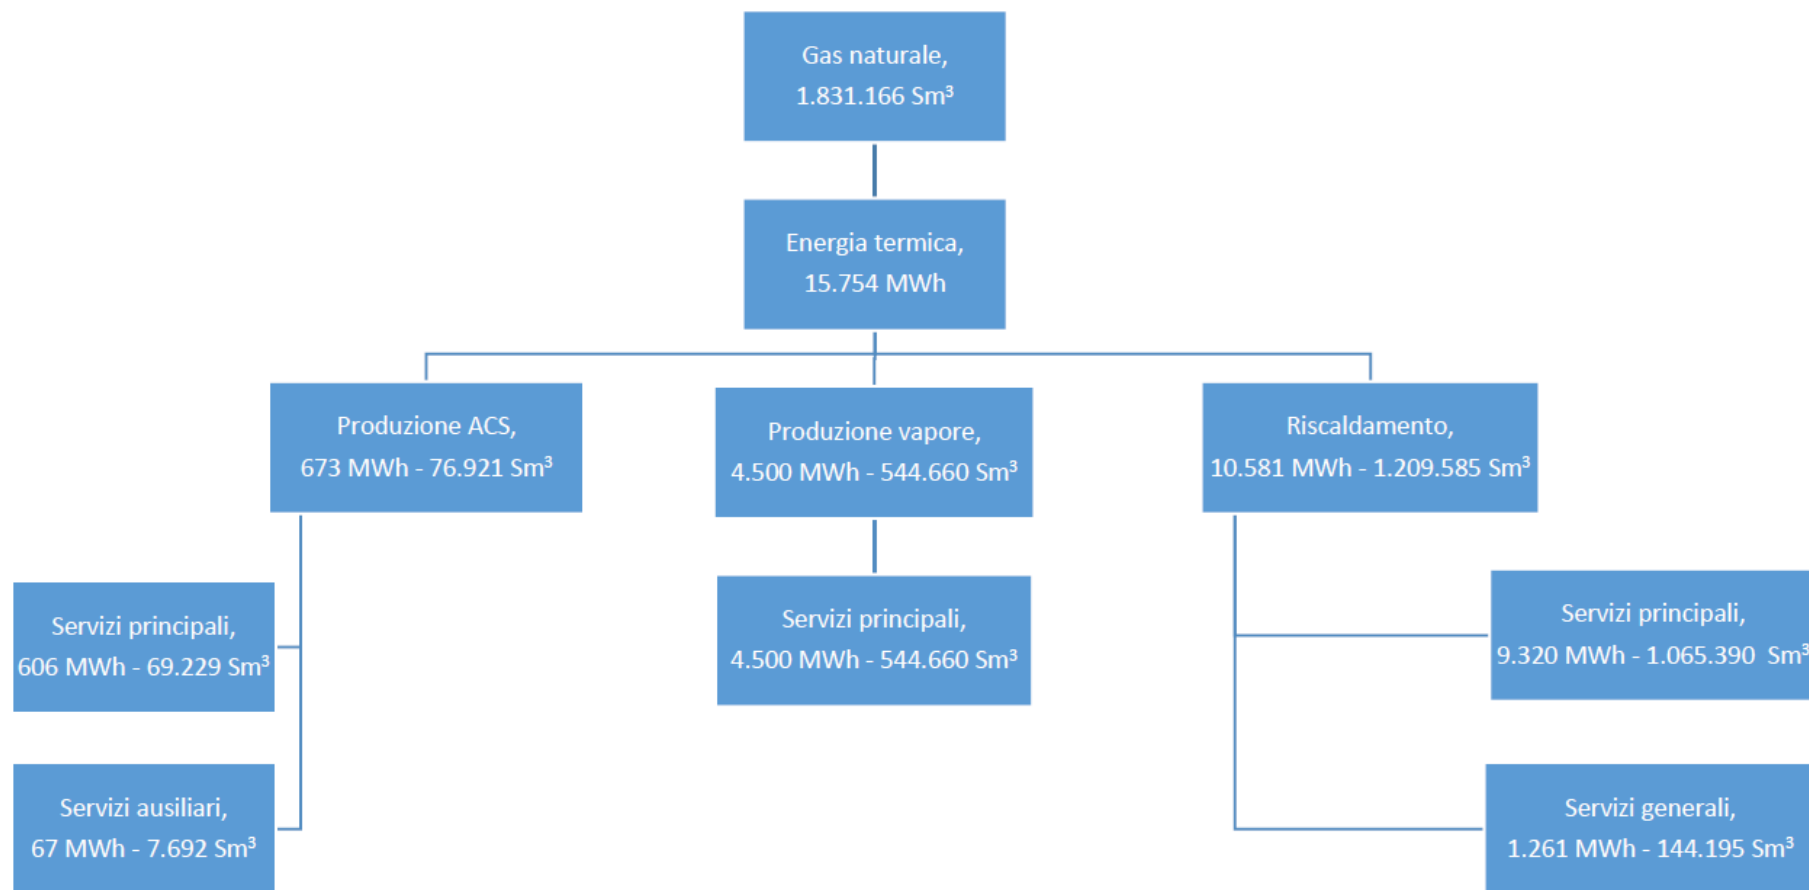 Gas naturale,
1.831.166 Sm³
Energia termica,
15.754 MWh
Produzione ACS,
673 MWh - 76.921 Sm³
Produzione vapore,
4.500 MWh - 544.660 Sm³
Riscaldamento,
10.581 MWh - 1.209.585 Sm³
Servizi principali,
606 MWh - 69.229 Sm³
Servizi principali,
4.500 MWh - 544.660 Sm³
Servizi principali,
9.320 MWh - 1.065.390 Sm³
Servizi ausiliari,
67 MWh - 7.692 Sm³
Servizi generali,
1.261 MWh - 144.195 Sm³